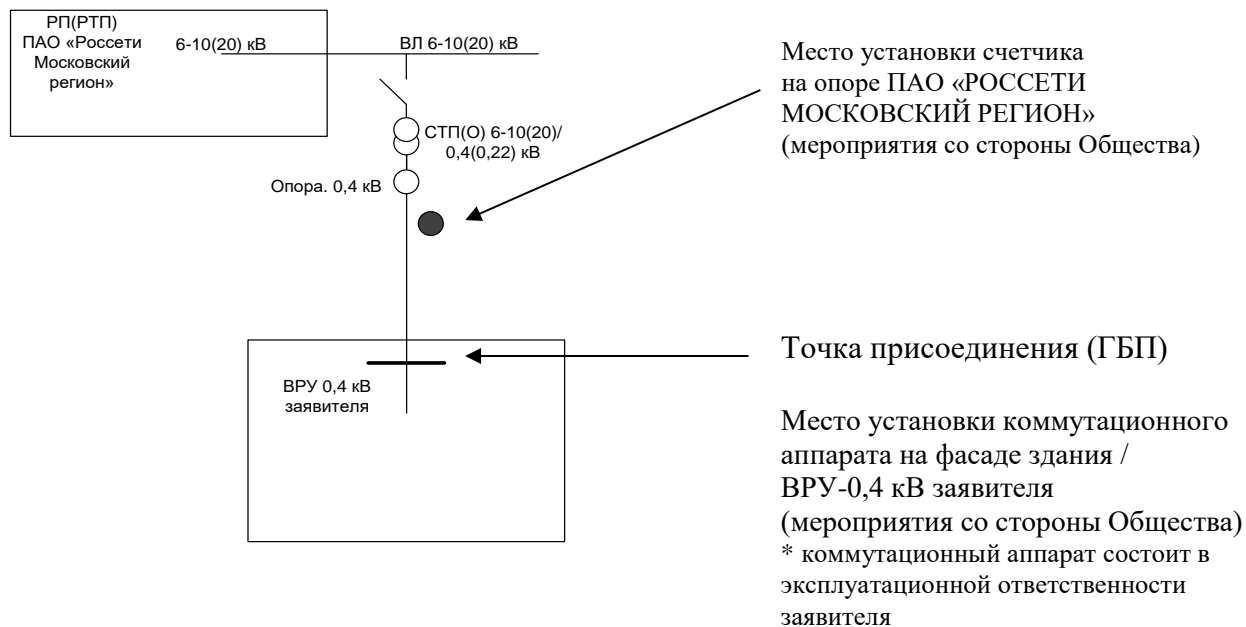 РП(РТП)
ПАО «Россети
Московский
регион»
6-10(20) кВ
ВЛ 6-10(20) кВ
СТП(О) 6-10(20)/
0,4(0,22) кВ
Опора. 0,4 кВ
Место установки счетчика
на опоре ПАО «РОССЕТИ
МОСКОВСКИЙ РЕГИОН»
(мероприятия со стороны Общества)
ВРУ 0,4 кВ
заявителя
Точка присоединения (ГБП)
Место установки коммутационного
аппарата на фасаде здания /
ВРУ-0,4 кВ заявителя
(мероприятия со стороны Общества)
* коммутационный аппарат состоит в
эксплуатационной ответственности
заявителя